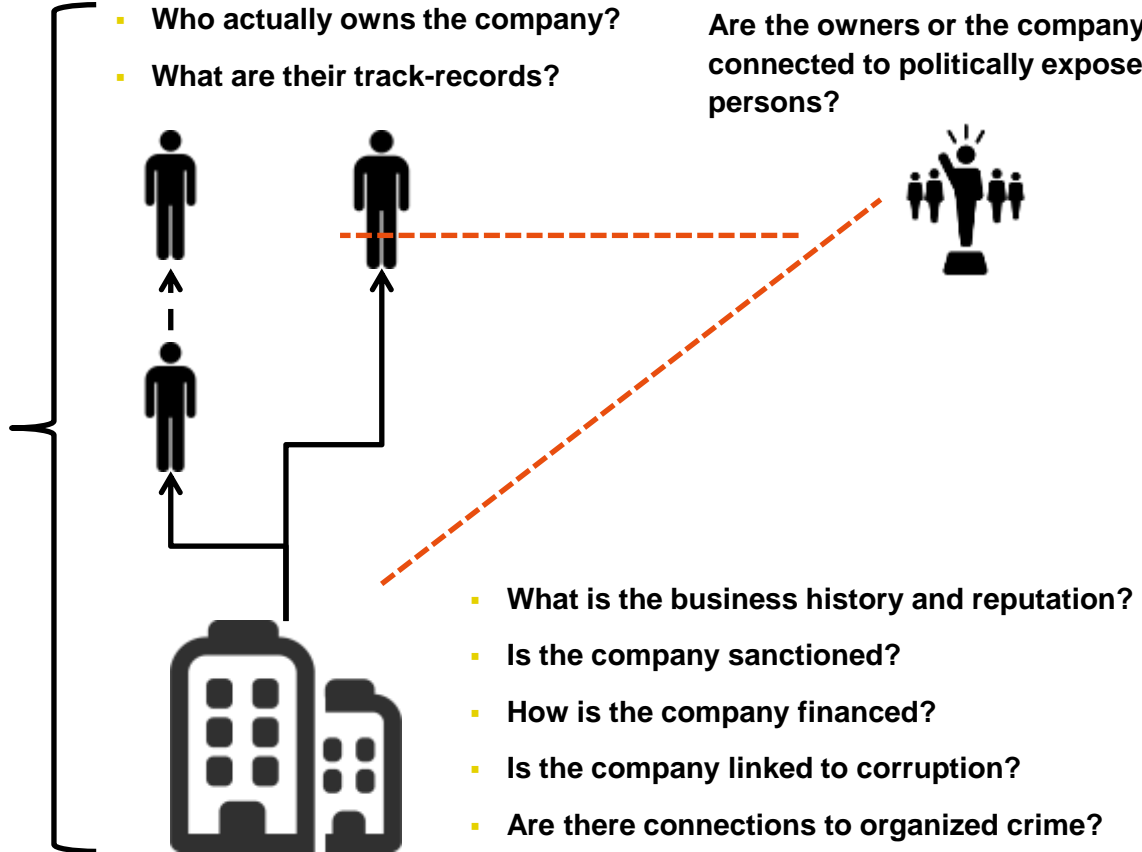 Who actually owns the company?
What are their track-records?
Are the owners or the company
connected to politically expose
persons?
What is the business history and reputation?
Is the company sanctioned?
How is the company financed?
Is the company linked to corruption?
Are there connections to organized crime?